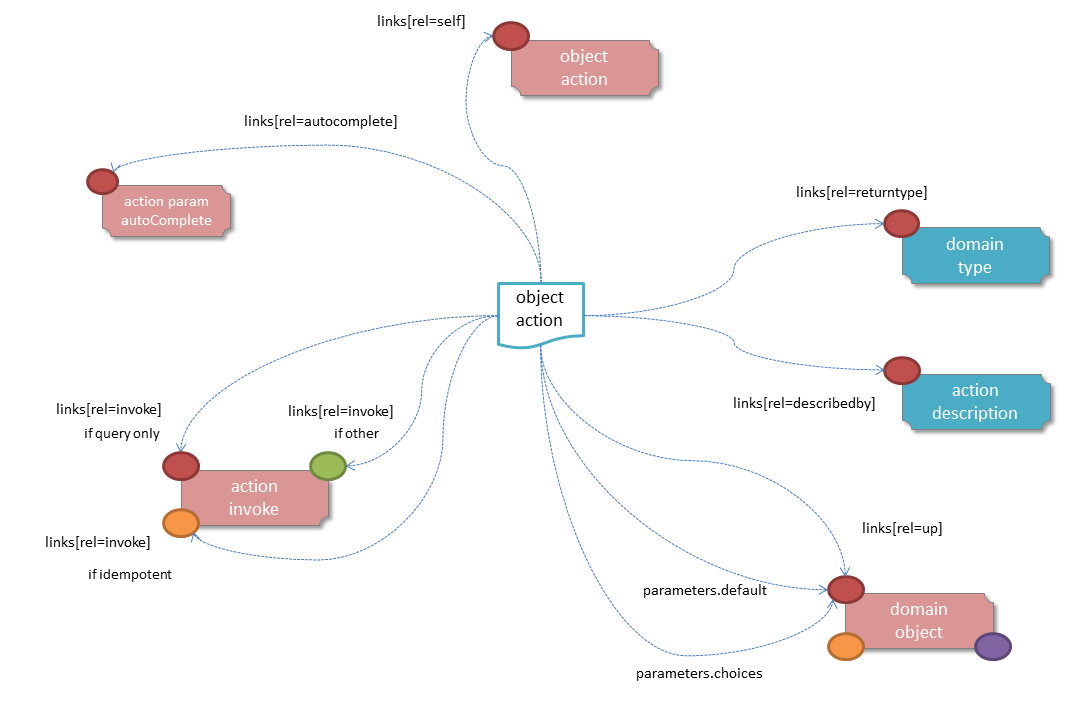 links[rel=self]
object
action
links[rel=autocomplete]
action param
autoComplete
links[rel=returntype]
domain
type
object
action
links[rel=describedby]
action
description
links[rel=invoke]
if query only
links[rel=invoke]
if other
action
invoke
links[rel=invoke]
if idempotent
links[rel=up]
parameters.default
domain
object
parameters.choices